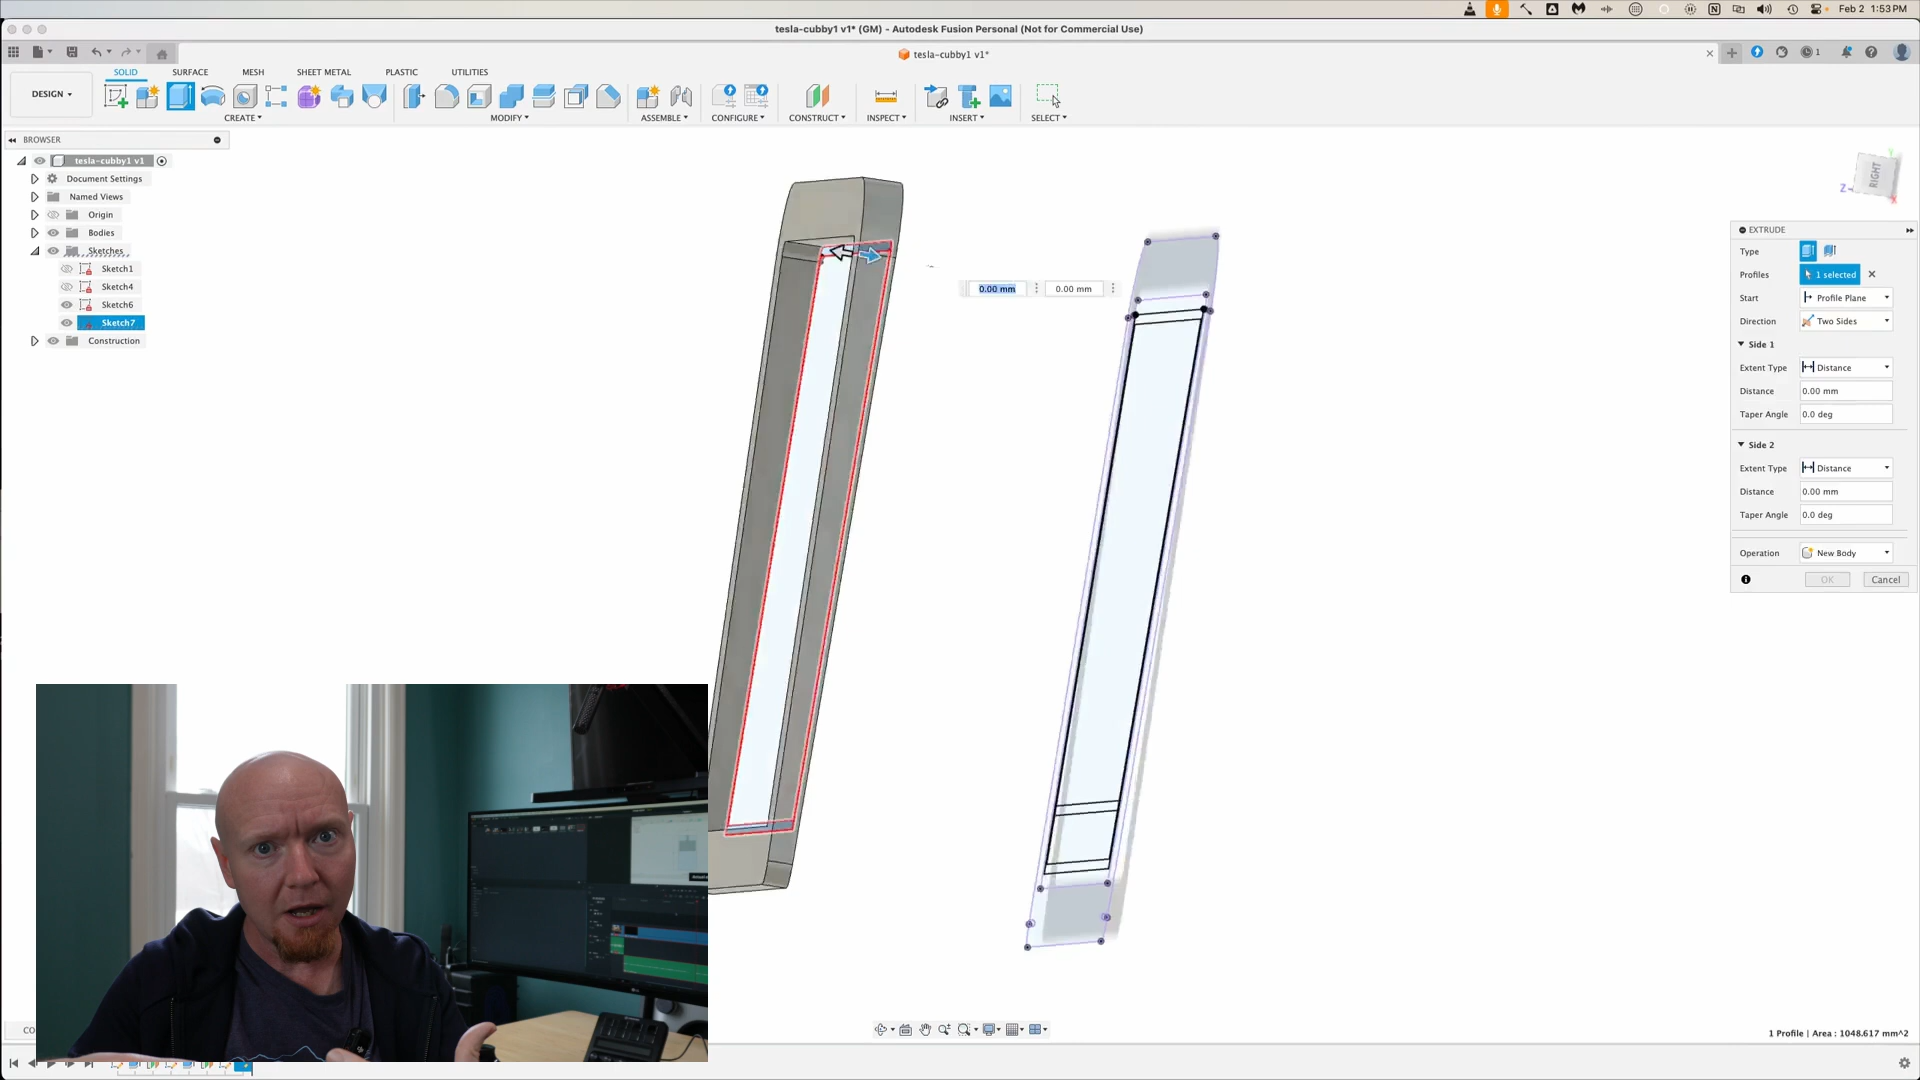 Feb 2 1:53PM
tesla-cubby1 v1* (GM) - Autodesk Fusion Personal (Not for Commercial Use)
tesla-cubby1 v1*
1
DESIGN
SOLID SURFACE MESH SHEET METAL PLASTIC UTILITIES
CREATE MODIFY ASSEMBLE CONFIGURE CONSTRUCT INSPECT INSERT SELECT
BROWSER
tesla-cubby1 v1
Document Settings
Named Views
Origin
Bodies
Sketches
Sketch1
Sketch4
Sketch6
Sketch7
Construction
0.00 mm 0.00 mm
RIGHT
Z
EXTRUDE
Type
Profiles 1 selected
Start Profile Plane
Direction Two Sides
Side 1
Extent Type Distance
Distance 0.00 mm
Taper Angle 0.0 deg
Side 2
Extent Type Distance
Distance 0.00 mm
Taper Angle 0.0 deg
Operation New Body
OK Cancel
CO
1 Profile | Area : 1048.617 mm^2